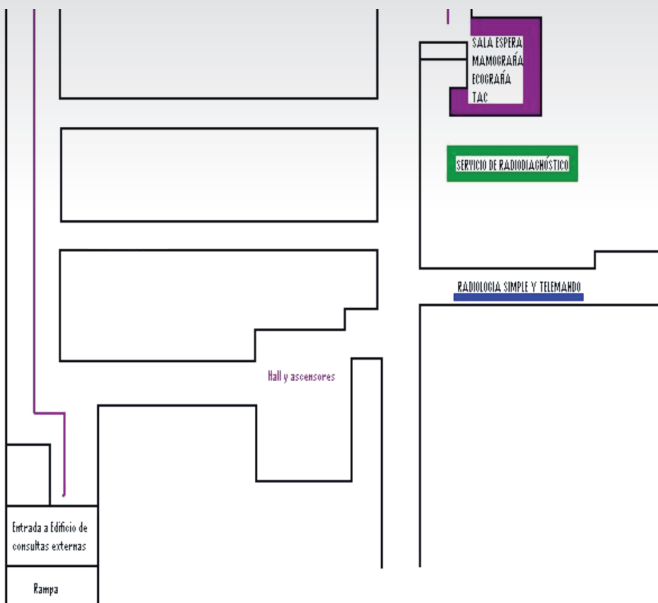 SALA ESPERA
MAMOGRAFÍA
ECOGRAFÍA
TAC
SERVICIO DE RADIODIAGNÓSTICO
RADIOLOGIA SIMPLE Y TELEMANDO
Hall y ascensores
Entrada a Edificio de
consultas externas
Rampa